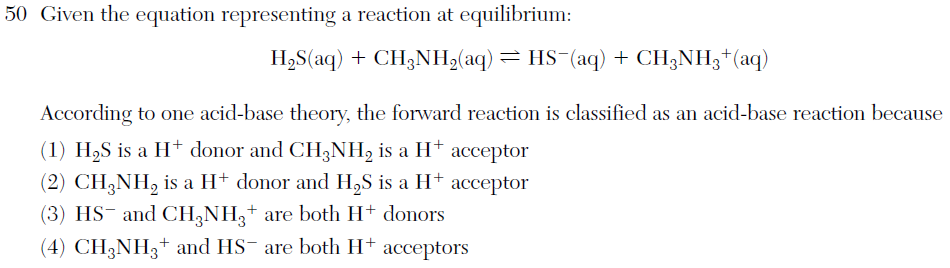 50 Given the equation representing a reaction at equilibrium:
H₂S(aq) + CH₃NH₂(aq) ⇌ HS⁻(aq) + CH₃NH₃⁺(aq)
According to one acid-base theory, the forward reaction is classified as an acid-base reaction because
(1) H₂S is a H⁺ donor and CH₃NH₂ is a H⁺ acceptor
(2) CH₃NH₂ is a H⁺ donor and H₂S is a H⁺ acceptor
(3) HS⁻ and CH₃NH₃⁺ are both H⁺ donors
(4) CH₃NH₃⁺ and HS⁻ are both H⁺ acceptors